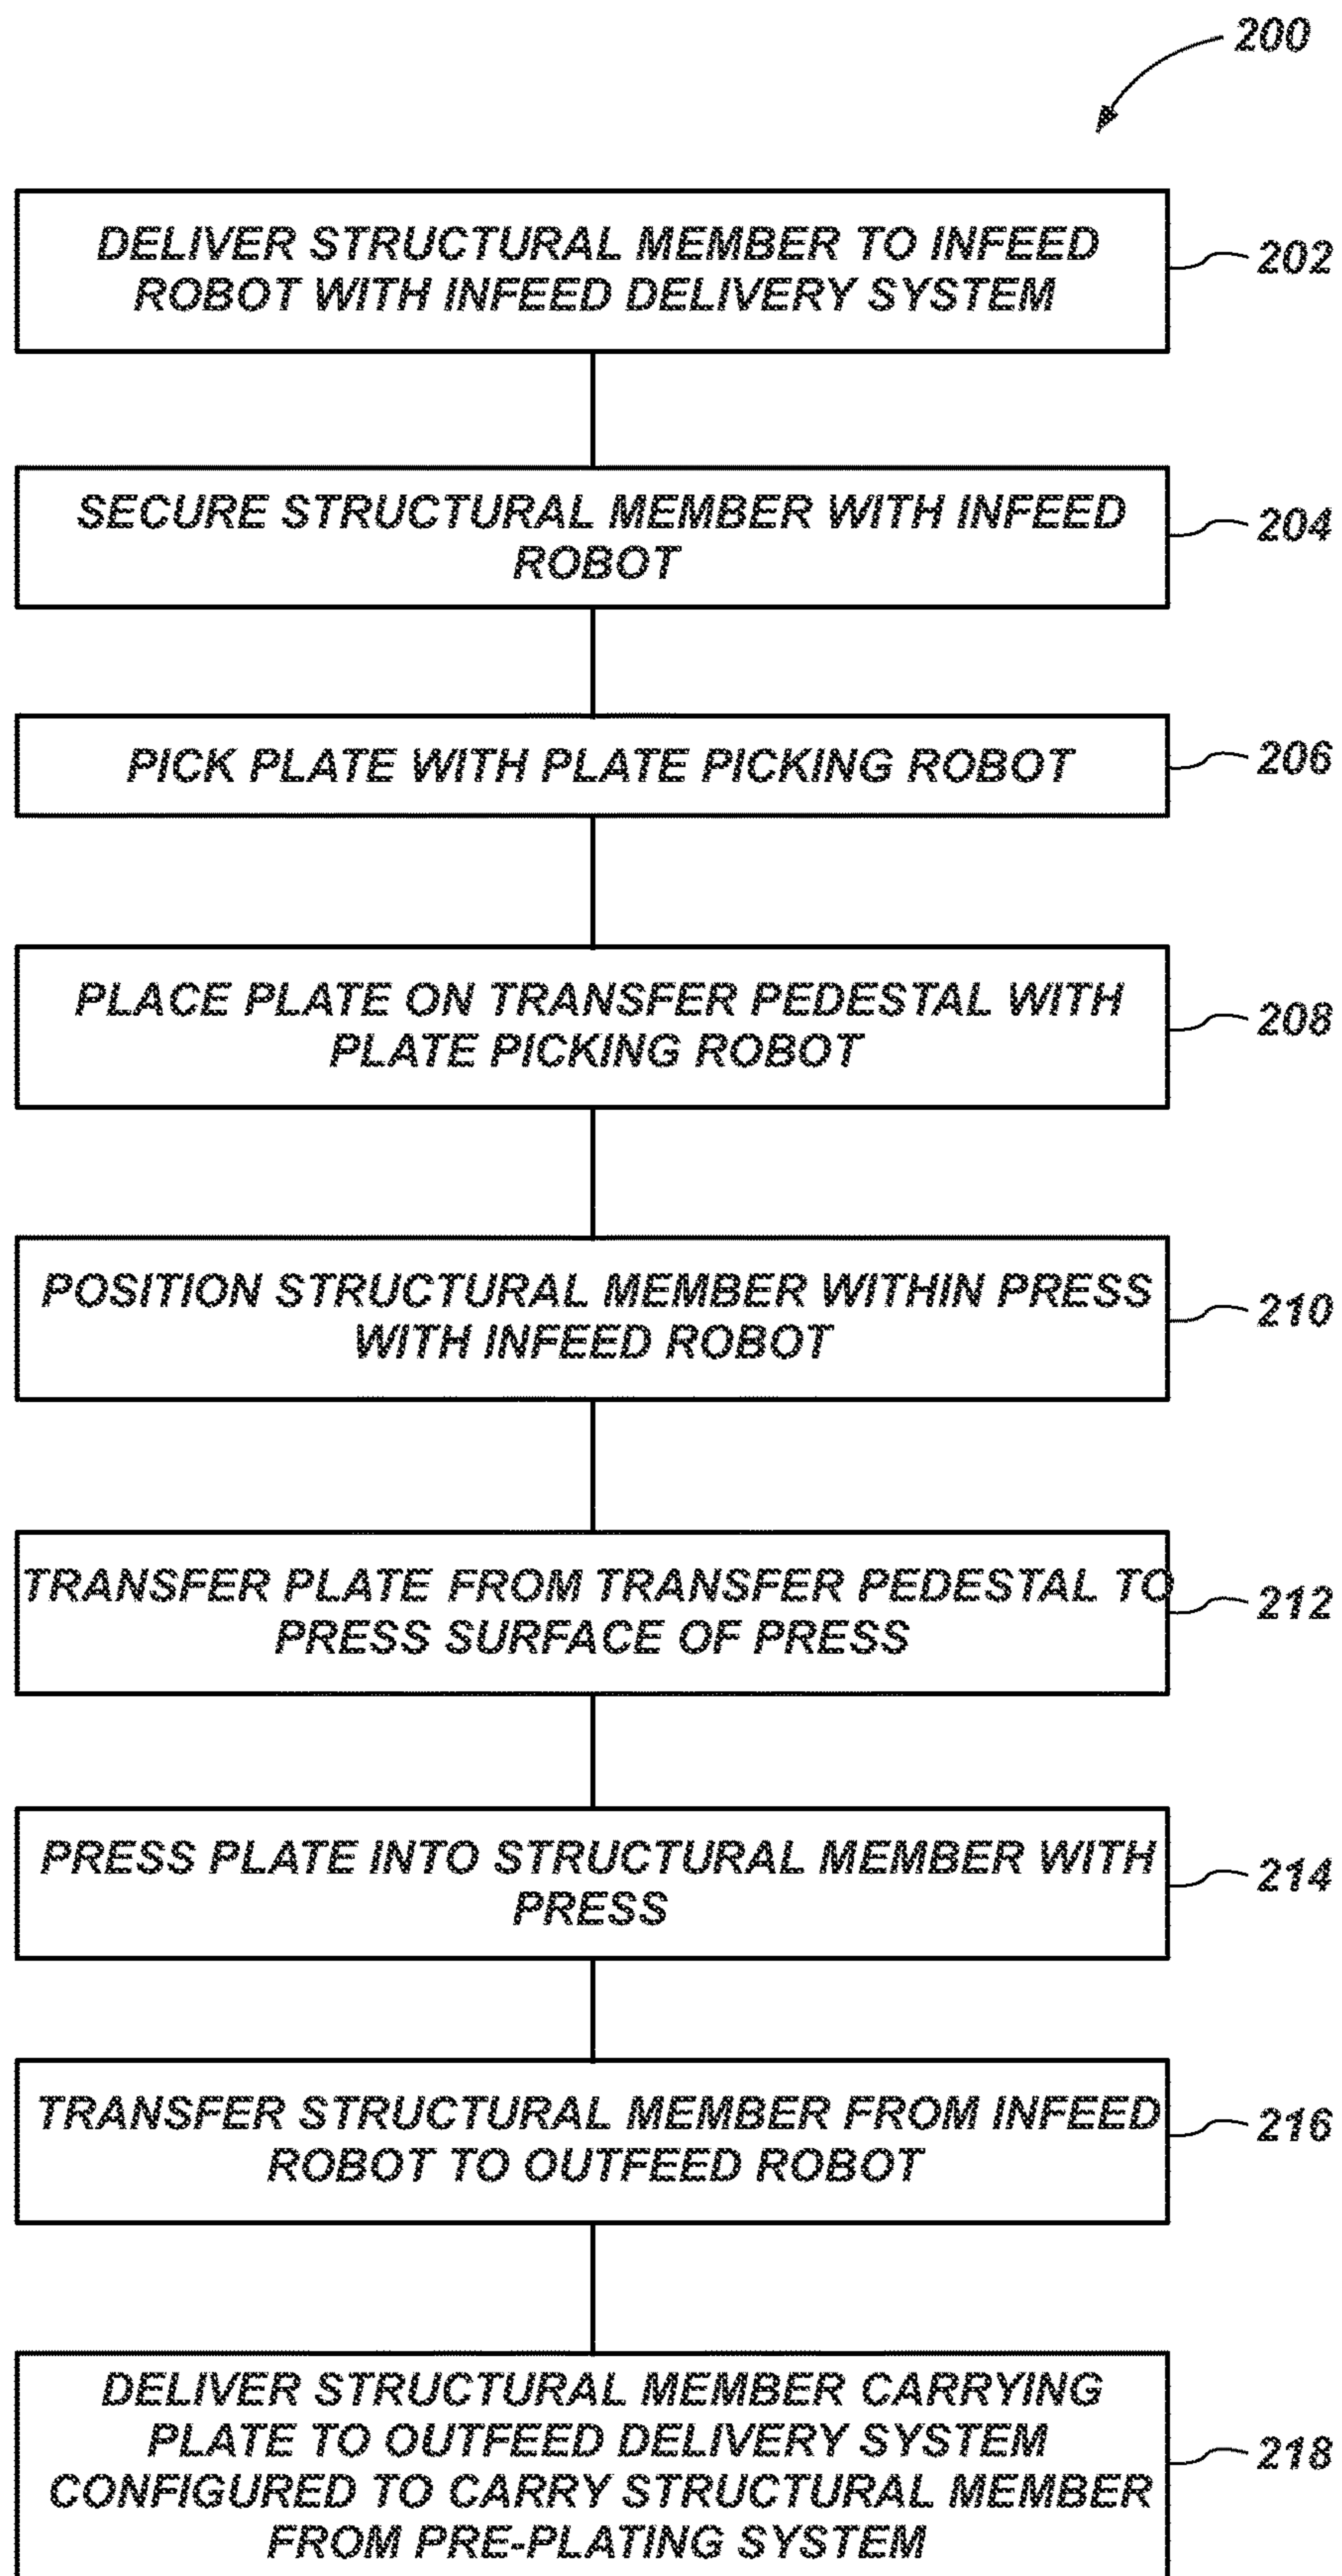 200
DELIVER STRUCTURAL MEMBER TO INFEED
ROBOT WITH INFEED DELIVERY SYSTEM
202
SECURE STRUCTURAL MEMBER WITH INFEED
ROBOT
204
PICK PLATE WITH PLATE PICKING ROBOT
206
PLACE PLATE ON TRANSFER PEDESTAL WITH
PLATE PICKING ROBOT
208
POSITION STRUCTURAL MEMBER WITHIN PRESS
WITH INFEED ROBOT
210
TRANSFER PLATE FROM TRANSFER PEDESTAL TO
PRESS SURFACE OF PRESS
212
PRESS PLATE INTO STRUCTURAL MEMBER WITH
PRESS
214
TRANSFER STRUCTURAL MEMBER FROM INFEED
ROBOT TO OUTFEED ROBOT
216
DELIVER STRUCTURAL MEMBER CARRYING
PLATE TO OUTFEED DELIVERY SYSTEM
CONFIGURED TO CARRY STRUCTURAL MEMBER
FROM PRE-PLATING SYSTEM
218